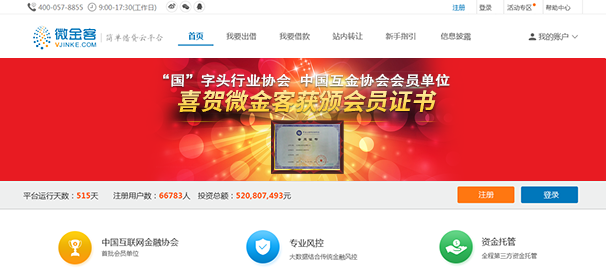 400-057-8855 9:00-17:30(工作日) 注册 登录 活动专区 帮助中心
微金客 VJINKE.COM 简单借贷云平台 首页 我要出借 我要借款 站内转让 新手指引 信息披露 我的账户
“国”字头行业协会 中国互金协会会员单位
喜贺微金客获颁会员证书
平台运行天数：515天 注册用户数：66783人 投资总额：520,807,493元 注册 登录
中国互联网金融协会 专业风控 资金托管
首批会员单位 大数据结合传统金融风控 全程第三方资金托管